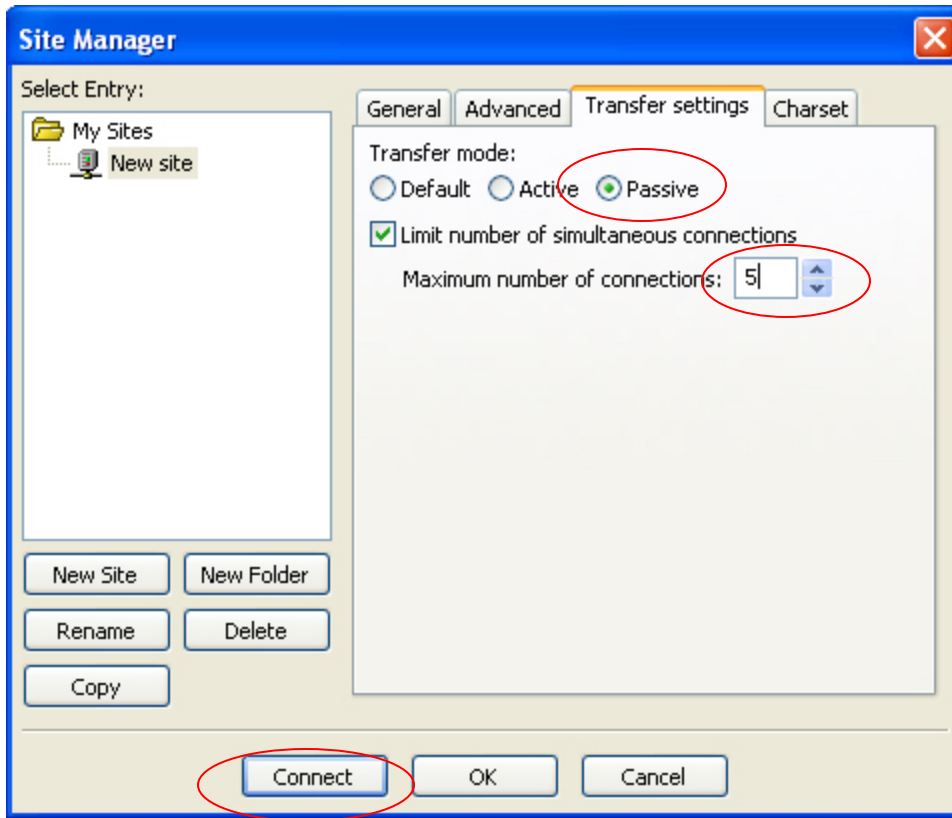 Site Manager
Select Entry:
My Sites
New site
New Site New Folder
Rename Delete
Copy
General Advanced Transfer settings Charset
Transfer mode:
Default Active Passive
Limit number of simultaneous connections
Maximum number of connections: 5
Connect OK Cancel